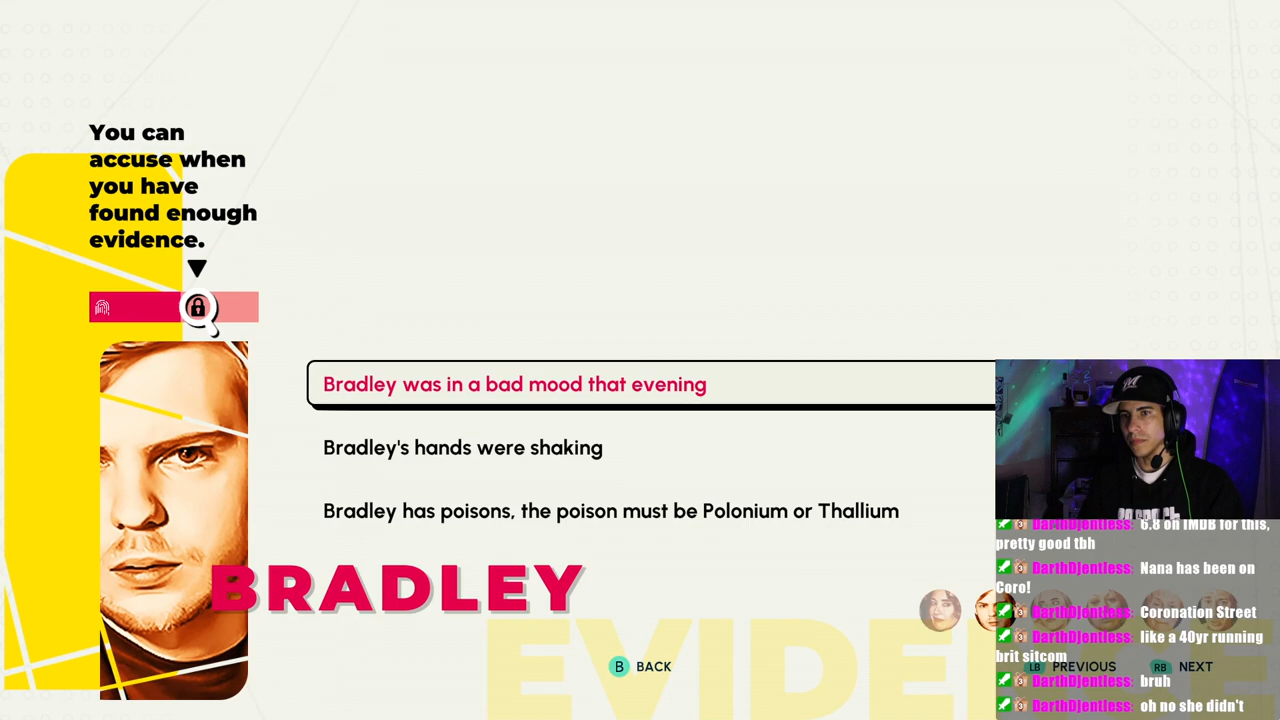 You can
accuse when
you have
found enough
evidence.
Bradley was in a bad mood that evening
Bradley's hands were shaking
Bradley has poisons, the poison must be Polonium or Thallium
BRADLEY
EVIDENCE
B BACK
LB PREVIOUS
RB NEXT
DarthDjentless: 6.8 on IMDB for this,
pretty good tbh
DarthDjentless: Nana has been on
Coro!
DarthDjentless: Coronation Street
DarthDjentless: like a 40yr running
brit sitcom
DarthDjentless: bruh
DarthDjentless: oh no she didn't